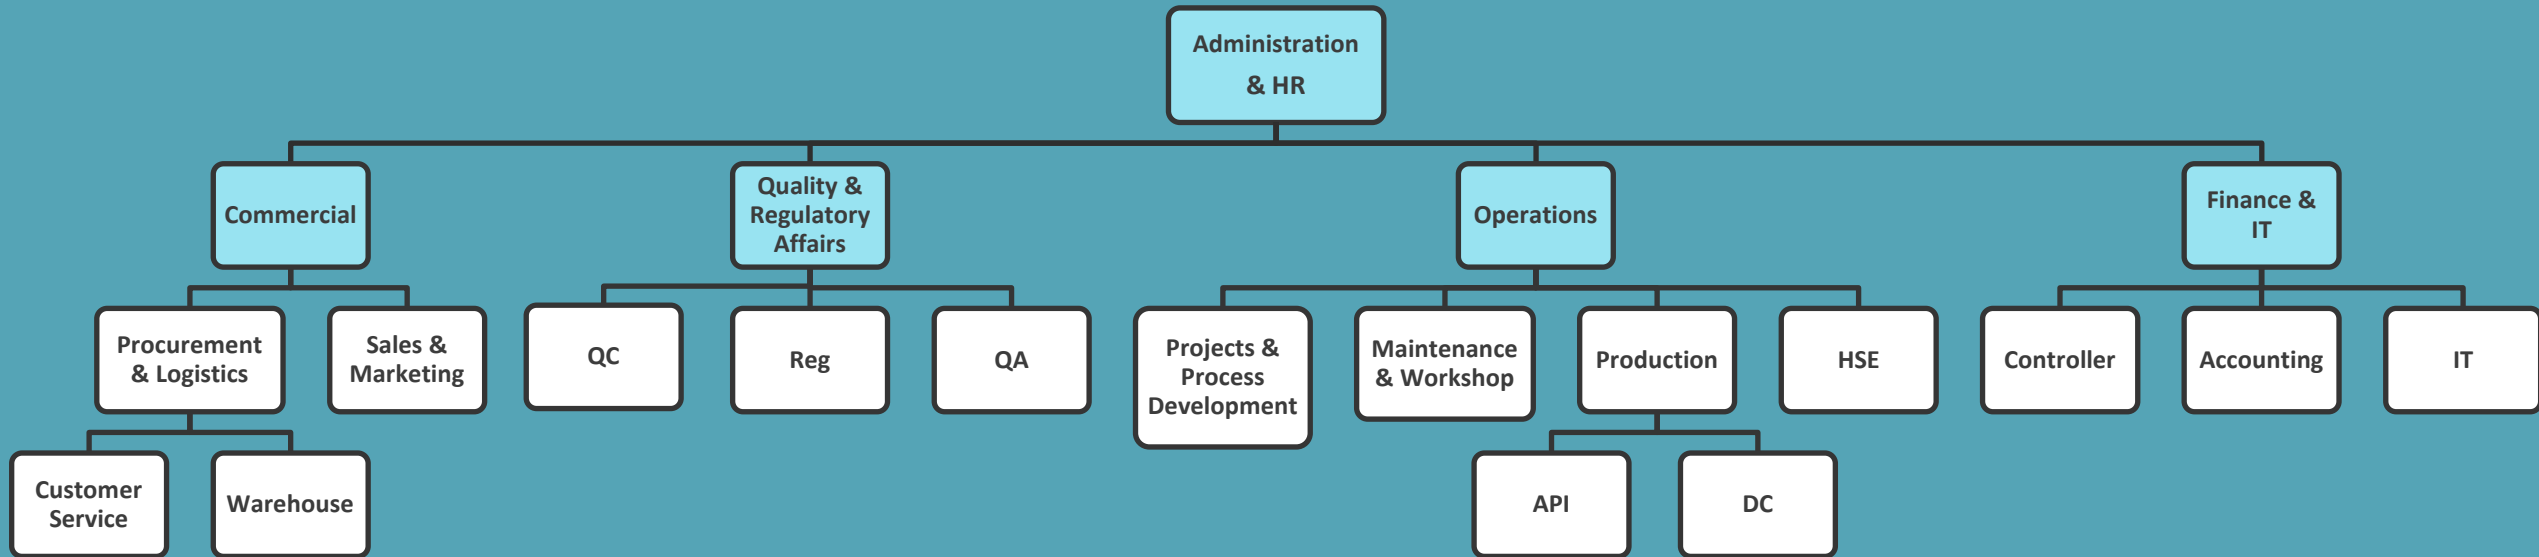 Administration
& HR
Commercial
Quality &
Regulatory
Affairs
Operations
Finance &
IT
Procurement
& Logistics
Sales &
Marketing
QC
Reg
QA
Projects &
Process
Development
Maintenance
& Workshop
Production
HSE
Controller
Accounting
IT
Customer
Service
Warehouse
API
DC